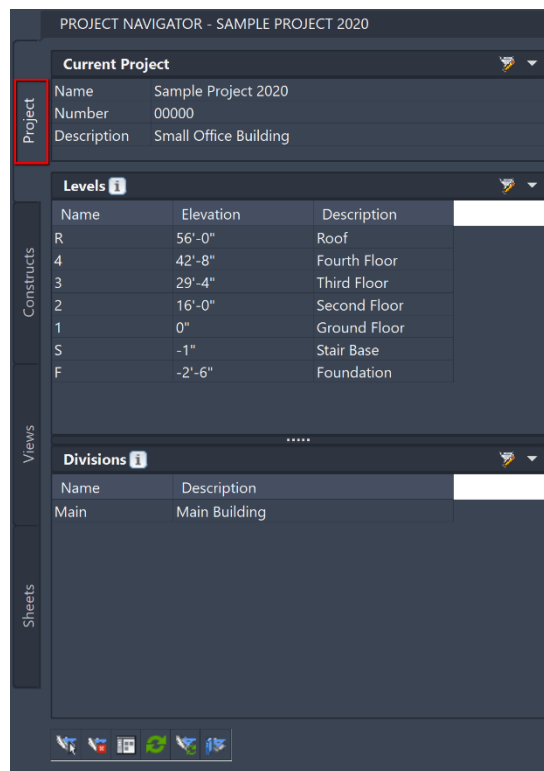 PROJECT NAVIGATOR - SAMPLE PROJECT 2020
Current Project
Name Sample Project 2020
Number 00000
Description Small Office Building
Levels
Name Elevation Description
R 56'-0" Roof
4 42'-8" Fourth Floor
3 29'-4" Third Floor
2 16'-0" Second Floor
1 0" Ground Floor
S -1" Stair Base
F -2'-6" Foundation
Divisions
Name Description
Main Main Building
Project
Constructs
Views
Sheets